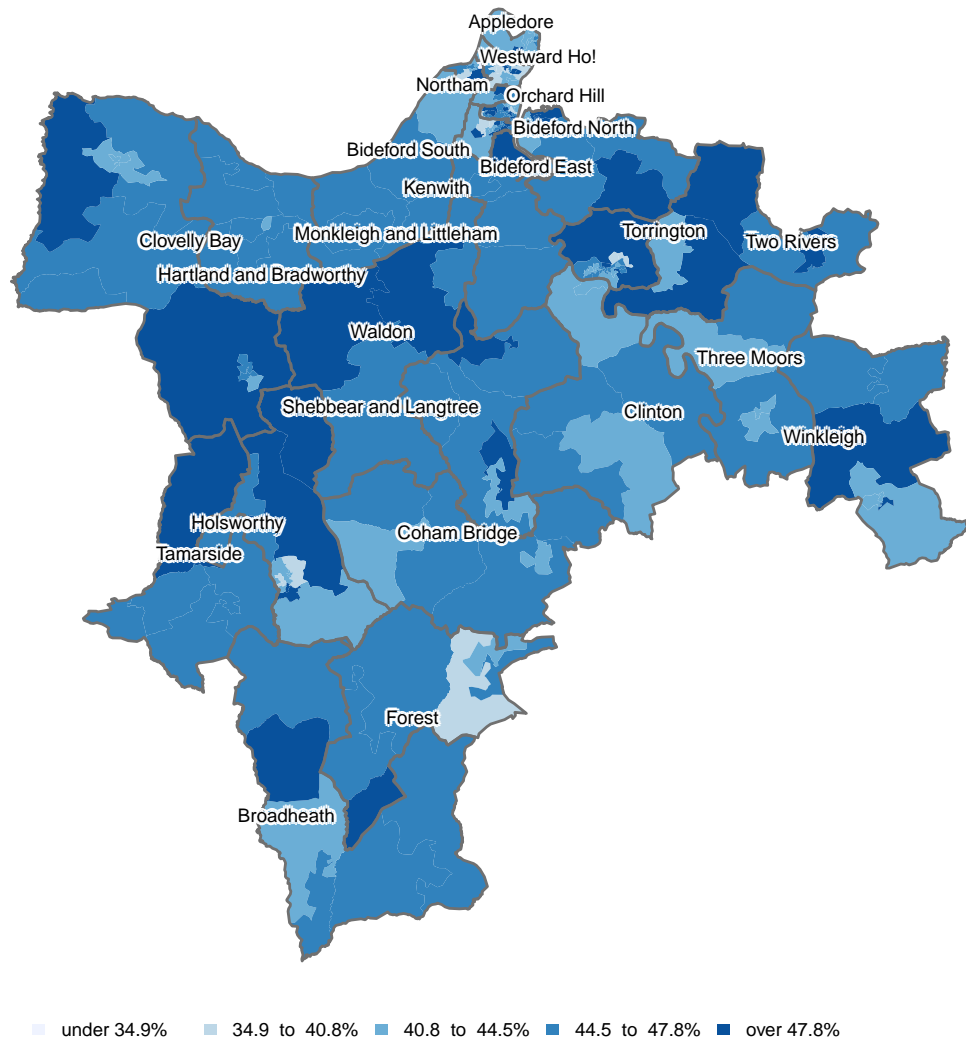 Appledore
Westward Ho!
Northam
Orchard Hill
Bideford North
Bideford South
Bideford East
Kenwith
Torrington
Monkleigh and Littleham
Clovelly Bay
Two Rivers
Hartland and Bradworthy
Waldon
Three Moors
Shebbear and Langtree
Clinton
Winkleigh
Holsworthy
Coham Bridge
Tamarside
Forest
Broadheath
under 34.9% 34.9 to 40.8% 40.8 to 44.5% 44.5 to 47.8% over 47.8%